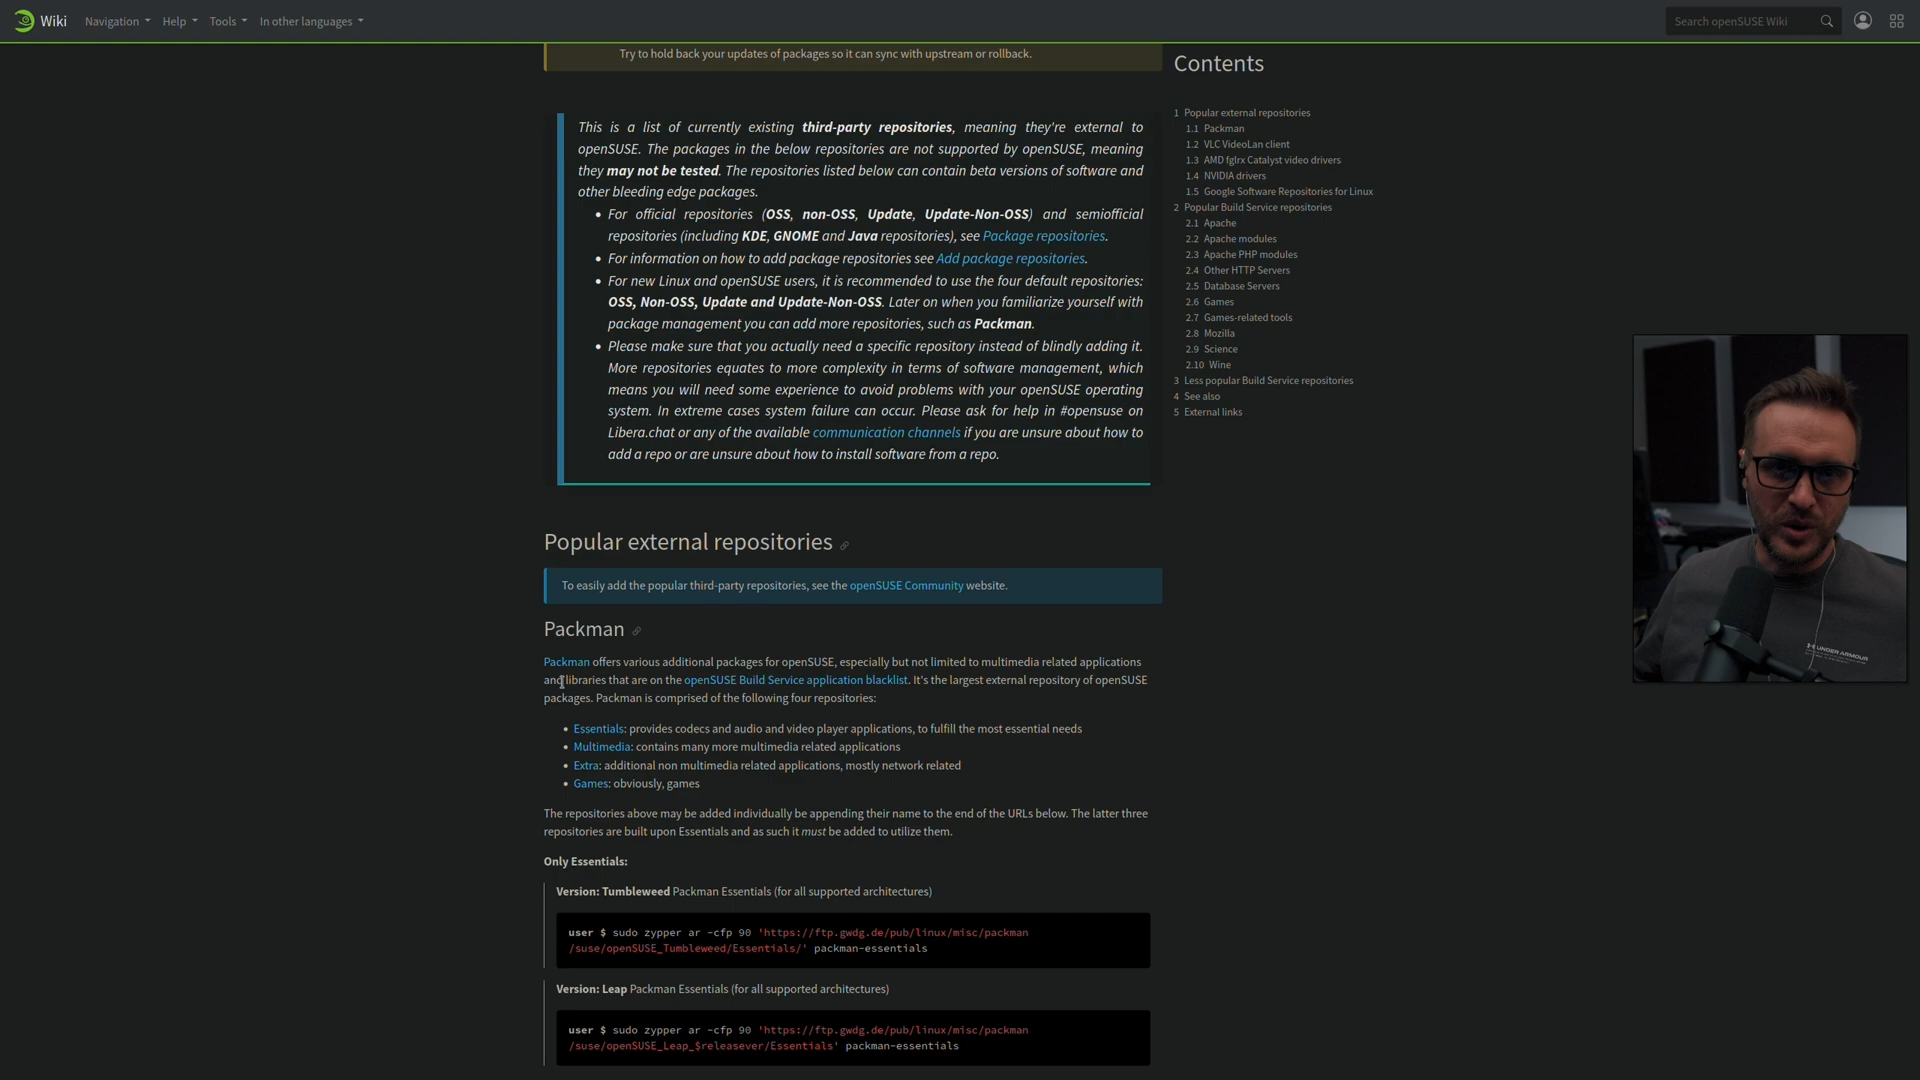 Wiki Navigation Help Tools In other languages Search openSUSE Wiki
Try to hold back your updates of packages so it can sync with upstream or rollback.
This is a list of currently existing third-party repositories, meaning they're external to
openSUSE. The packages in the below repositories are not supported by openSUSE, meaning
they may not be tested. The repositories listed below can contain beta versions of software and
other bleeding edge packages.
• For official repositories (OSS, non-OSS, Update, Update-Non-OSS) and semiofficial
repositories (including KDE, GNOME and Java repositories), see Package repositories.
• For information on how to add package repositories see Add package repositories.
• For new Linux and openSUSE users, it is recommended to use the four default repositories:
OSS, Non-OSS, Update and Update-Non-OSS. Later on when you familiarize yourself with
package management you can add more repositories, such as Packman.
• Please make sure that you actually need a specific repository instead of blindly adding it.
More repositories equates to more complexity in terms of software management, which
means you will need some experience to avoid problems with your openSUSE operating
system. In extreme cases system failure can occur. Please ask for help in #opensuse on
Libera.chat or any of the available communication channels if you are unsure about how to
add a repo or are unsure about how to install software from a repo.
Popular external repositories
To easily add the popular third-party repositories, see the openSUSE Community website.
Packman
Packman offers various additional packages for openSUSE, especially but not limited to multimedia related applications
and libraries that are on the openSUSE Build Service application blacklist. It's the largest external repository of openSUSE
packages. Packman is comprised of the following four repositories:
• Essentials: provides codecs and audio and video player applications, to fulfill the most essential needs
• Multimedia: contains many more multimedia related applications
• Extra: additional non multimedia related applications, mostly network related
• Games: obviously, games
The repositories above may be added individually be appending their name to the end of the URLs below. The latter three
repositories are built upon Essentials and as such it must be added to utilize them.
Only Essentials:
Version: Tumbleweed Packman Essentials (for all supported architectures)
user $ sudo zypper ar -cfp 90 'https://ftp.gwdg.de/pub/linux/misc/packman
/suse/openSUSE_Tumbleweed/Essentials/' packman-essentials
Version: Leap Packman Essentials (for all supported architectures)
user $ sudo zypper ar -cfp 90 'https://ftp.gwdg.de/pub/linux/misc/packman
/suse/openSUSE_Leap_$releasever/Essentials' packman-essentials
Contents
1 Popular external repositories
1.1 Packman
1.2 VLC VideoLan client
1.3 AMD fglrx Catalyst video drivers
1.4 NVIDIA drivers
1.5 Google Software Repositories for Linux
2 Popular Build Service repositories
2.1 Apache
2.2 Apache modules
2.3 Apache PHP modules
2.4 Other HTTP Servers
2.5 Database Servers
2.6 Games
2.7 Games-related tools
2.8 Mozilla
2.9 Science
2.10 Wine
3 Less popular Build Service repositories
4 See also
5 External links
UNDER ARMOUR